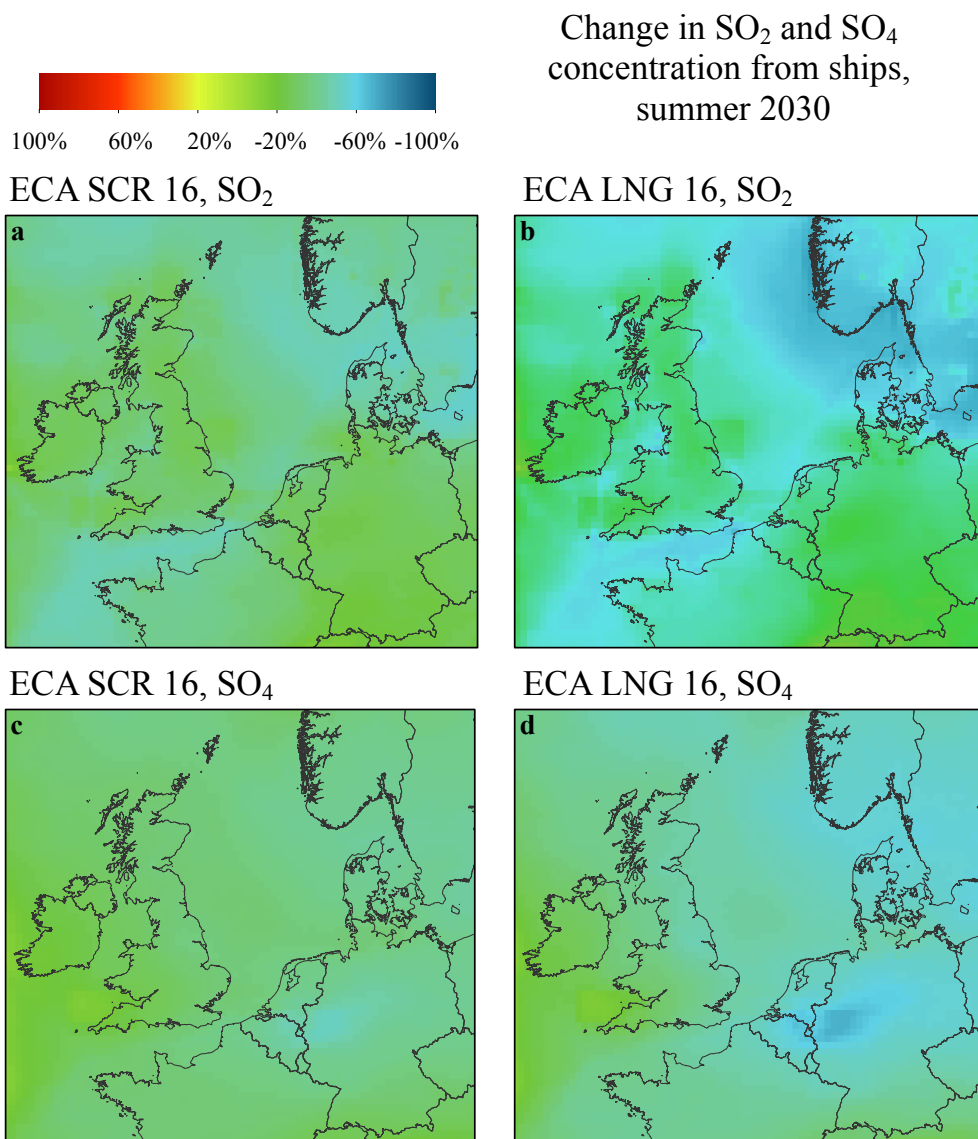 Change in SO₂ and SO₄
concentration from ships,
summer 2030
100% 60% 20% -20% -60% -100%
ECA SCR 16, SO₂
ECA LNG 16, SO₂
a
b
ECA SCR 16, SO₄
ECA LNG 16, SO₄
c
d